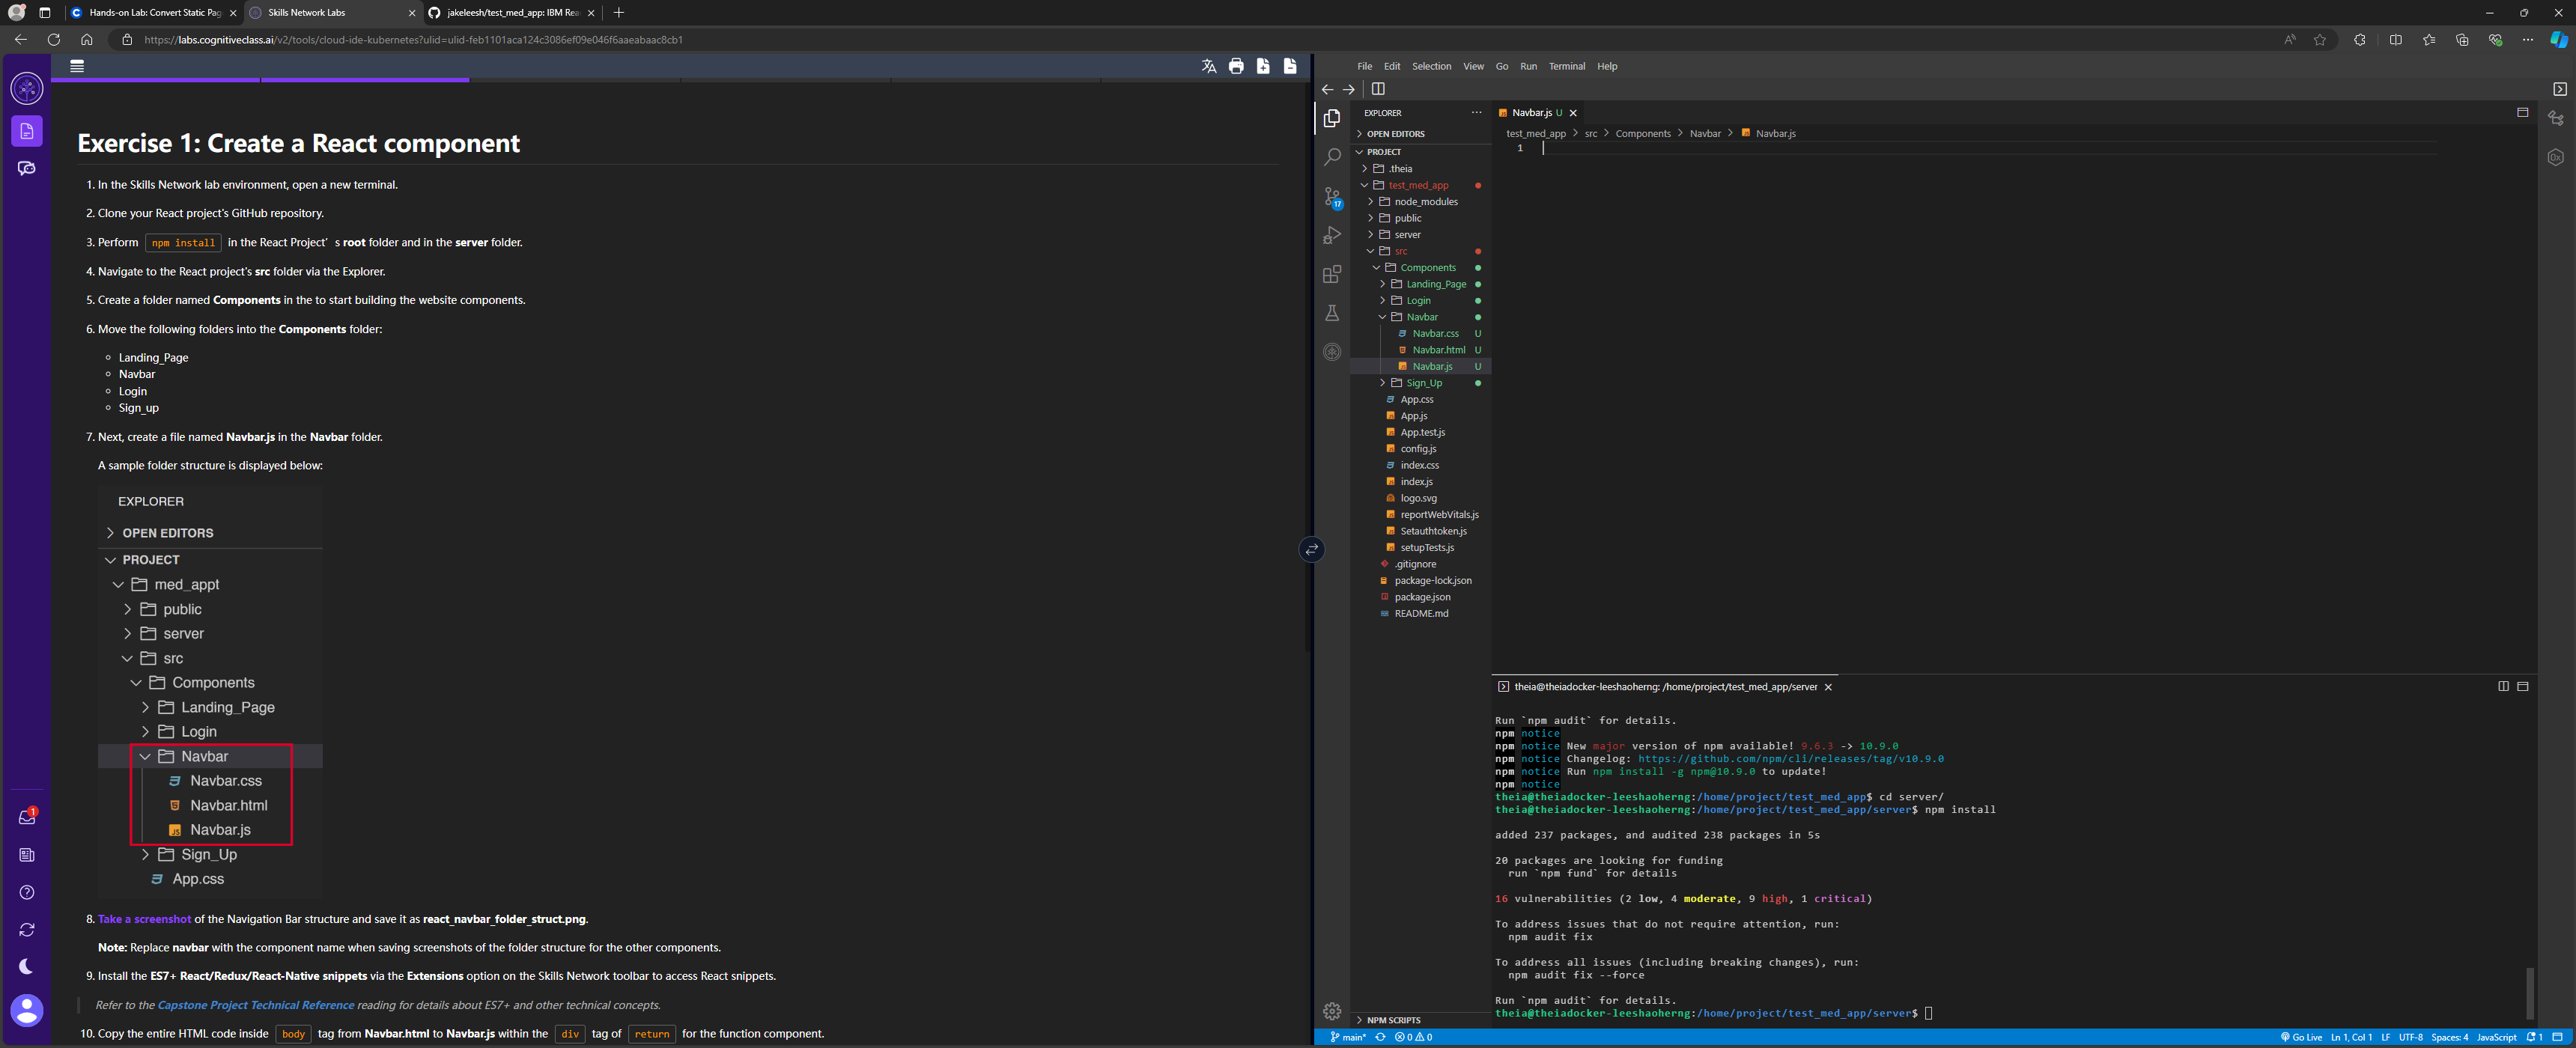 Hands-on Lab: Convert Static Pag
Skills Network Labs
jakeleesh/test_med_app: IBM Rea
https://labs.cognitiveclass.ai/v2/tools/cloud-ide-kubernetes?ulid=ulid-feb1101aca124c3086ef09e046f6aaeabaac8cb1
Exercise 1: Create a React component
1. In the Skills Network lab environment, open a new terminal.
2. Clone your React project's GitHub repository.
3. Perform npm install in the React Project's root folder and in the server folder.
4. Navigate to the React project's src folder via the Explorer.
5. Create a folder named Components in the to start building the website components.
6. Move the following folders into the Components folder:
Landing_Page
Navbar
Login
Sign_up
7. Next, create a file named Navbar.js in the Navbar folder.
A sample folder structure is displayed below:
EXPLORER
OPEN EDITORS
PROJECT
med_appt
public
server
src
Components
Landing_Page
Login
Navbar
Navbar.css
Navbar.html
Navbar.js
Sign_Up
App.css
8. Take a screenshot of the Navigation Bar structure and save it as react_navbar_folder_struct.png.
Note: Replace navbar with the component name when saving screenshots of the folder structure for the other components.
9. Install the ES7+ React/Redux/React-Native snippets via the Extensions option on the Skills Network toolbar to access React snippets.
Refer to the Capstone Project Technical Reference reading for details about ES7+ and other technical concepts.
10. Copy the entire HTML code inside body tag from Navbar.html to Navbar.js within the div tag of return for the function component.
1
File Edit Selection View Go Run Terminal Help
17
EXPLORER
OPEN EDITORS
PROJECT
.theia
test_med_app
node_modules
public
server
src
Components
Landing_Page
Login
Navbar
Navbar.css U
Navbar.html U
Navbar.js U
Sign_Up
App.css
App.js
App.test.js
config.js
index.css
index.js
logo.svg
reportWebVitals.js
Setauthtoken.js
setupTests.js
.gitignore
package-lock.json
package.json
README.md
NPM SCRIPTS
Navbar.js U
test_med_app > src > Components > Navbar > Navbar.js
1
theia@theiadocker-leeshaoherng: /home/project/test_med_app/server
Run `npm audit` for details.
npm notice
npm notice New major version of npm available! 9.6.3 -> 10.9.0
npm notice Changelog: https://github.com/npm/cli/releases/tag/v10.9.0
npm notice Run npm install -g npm@10.9.0 to update!
npm notice
theia@theiadocker-leeshaoherng:/home/project/test_med_app$ cd server/
theia@theiadocker-leeshaoherng:/home/project/test_med_app/server$ npm install
added 237 packages, and audited 238 packages in 5s
20 packages are looking for funding
run `npm fund` for details
16 vulnerabilities (2 low, 4 moderate, 9 high, 1 critical)
To address issues that do not require attention, run:
npm audit fix
To address all issues (including breaking changes), run:
npm audit fix --force
Run `npm audit` for details.
theia@theiadocker-leeshaoherng:/home/project/test_med_app/server$
main* 0 0
Go Live Ln 1, Col 1 LF UTF-8 Spaces: 4 JavaScript 1